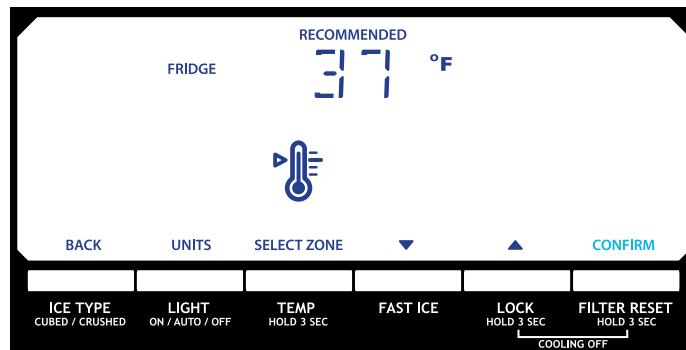 RECOMMENDED
FRIDGE 37 °F
BACK UNITS SELECT ZONE CONFIRM
ICE TYPE LIGHT TEMP FAST ICE LOCK FILTER RESET
CUBED / CRUSHED ON / AUTO / OFF HOLD 3 SEC HOLD 3 SEC HOLD 3 SEC
COOLING OFF